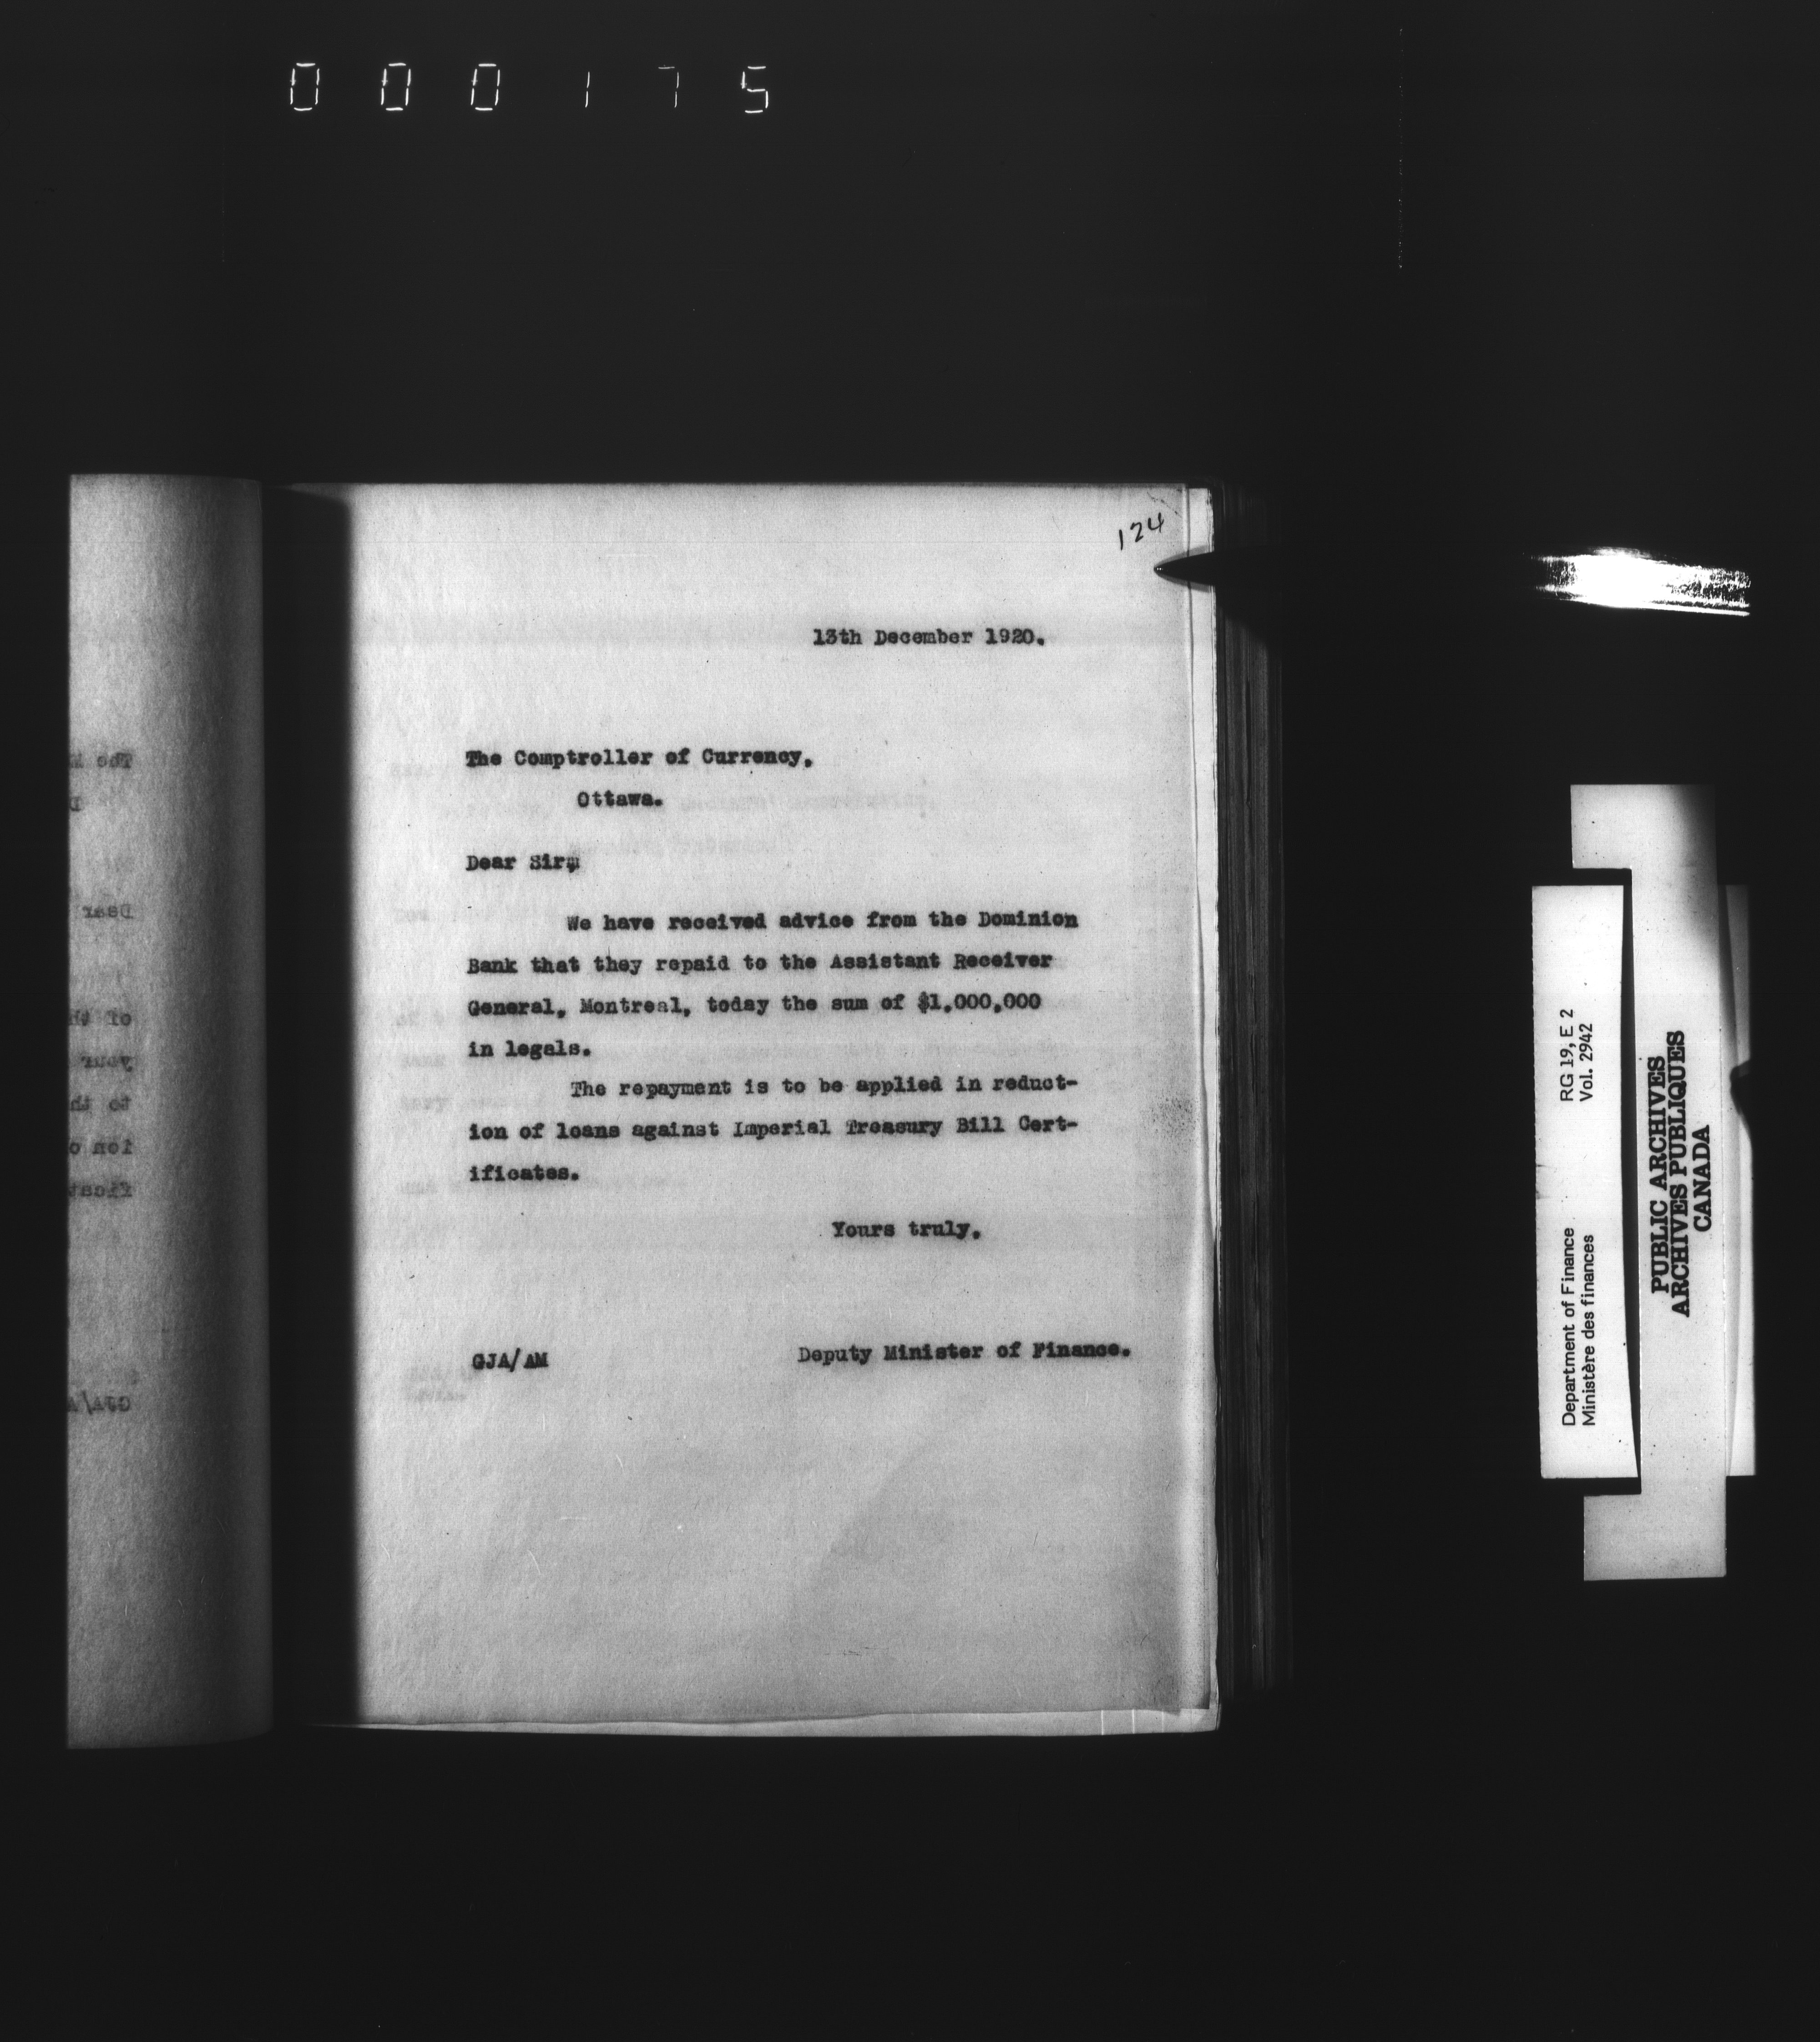 000175
124
13th December 1920.
The Comptroller of Currency,
Ottawa.
Dear Sir,
We have received advice from the Dominion
Bank that they repaid to the Assistant Receiver
General, Montreal, today the sum of $1,000,000
in legals.
The repayment is to be applied in reduct-
ion of loans against Imperial Treasury Bill Cert-
ificates.
Yours truly,
GJA/AM
Deputy Minister of Finance.
Department of Finance
Ministère des finances
RG 19, E 2
Vol. 2942
PUBLIC ARCHIVES
ARCHIVES PUBLIQUES
CANADA